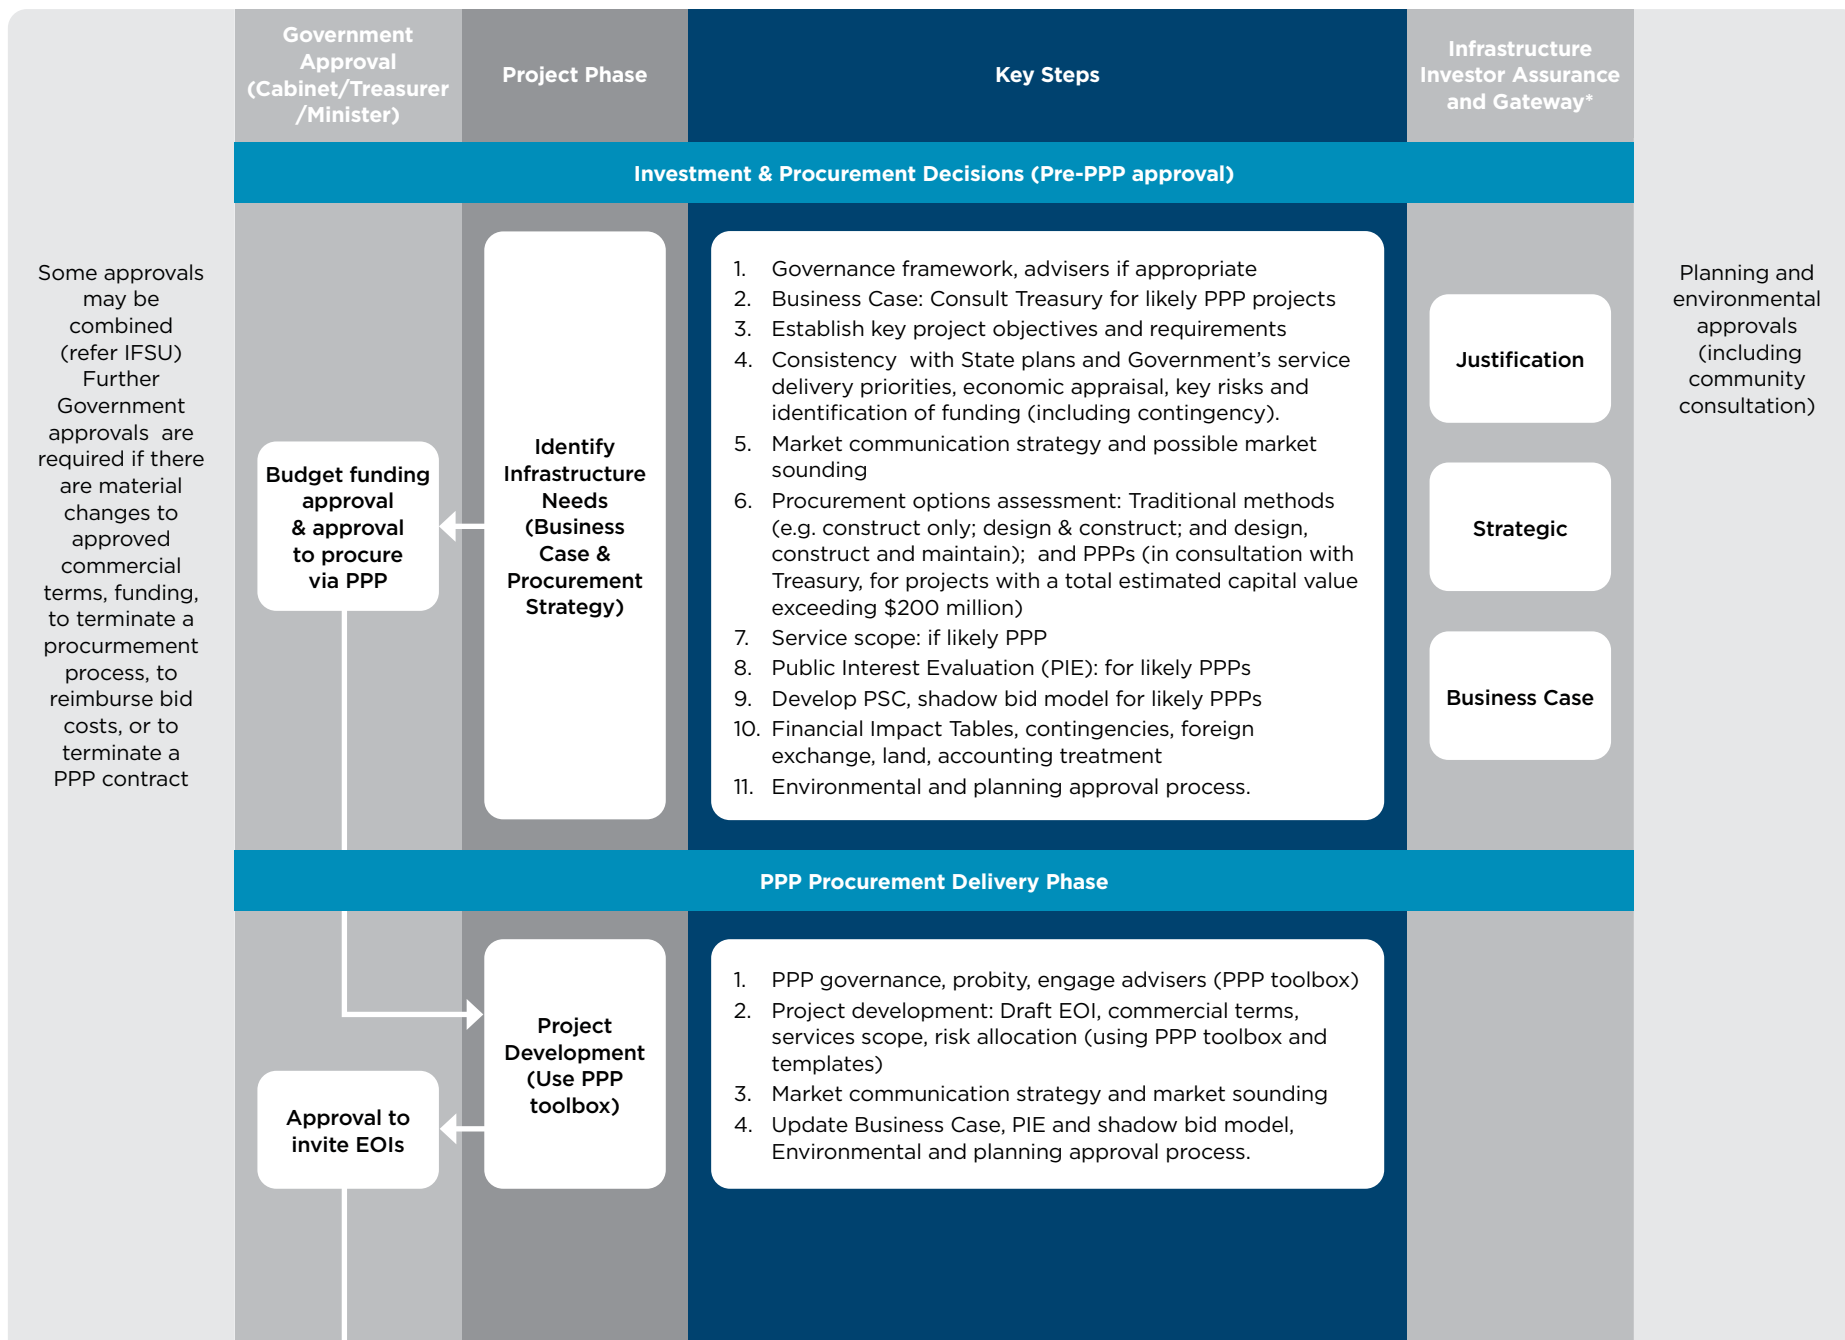 Government
Approval
(Cabinet/Treasurer
/Minister)
Project Phase
Key Steps
Infrastructure
Investor Assurance
and Gateway*
Investment & Procurement Decisions (Pre-PPP approval)
Some approvals
may be
combined
(refer IFSU)
Further
Government
approvals  are
required if there
are material
changes to
approved
commercial
terms, funding,
to terminate a
procurmement
process, to
reimburse bid
costs, or to
terminate a
PPP contract
Budget funding
approval
& approval
to procure
via PPP
Identify
Infrastructure
Needs
(Business
Case &
Procurement
Strategy)
1. Governance framework, advisers if appropriate
2. Business Case: Consult Treasury for likely PPP projects
3. Establish key project objectives and requirements
4. Consistency  with State plans and Government's service
delivery priorities, economic appraisal, key risks and
identification of funding (including contingency).
5. Market communication strategy and possible market
sounding
6. Procurement options assessment: Traditional methods
(e.g. construct only; design & construct; and design,
construct and maintain);  and PPPs (in consultation with
Treasury, for projects with a total estimated capital value
exceeding $200 million)
7. Service scope: if likely PPP
8. Public Interest Evaluation (PIE): for likely PPPs
9. Develop PSC, shadow bid model for likely PPPs
10. Financial Impact Tables, contingencies, foreign
exchange, land, accounting treatment
11. Environmental and planning approval process.
Justification
Strategic
Business Case
Planning and
environmental
approvals
(including
community
consultation)
PPP Procurement Delivery Phase
Approval to
invite EOIs
Project
Development
(Use PPP
toolbox)
1. PPP governance, probity, engage advisers (PPP toolbox)
2. Project development: Draft EOI, commercial terms,
services scope, risk allocation (using PPP toolbox and
templates)
3. Market communication strategy and market sounding
4. Update Business Case, PIE and shadow bid model,
Environmental and planning approval process.